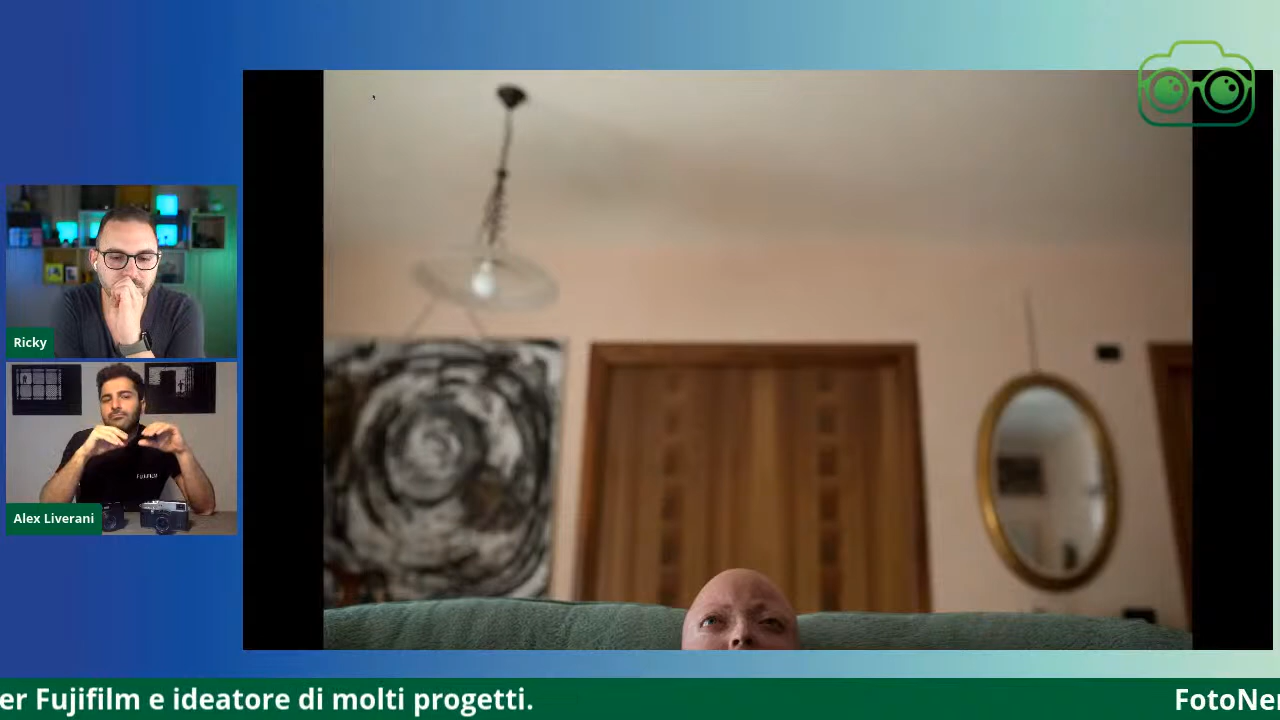 Ricky
Alex Liverani
er Fujifilm e ideatore di molti progetti.
FotoNer